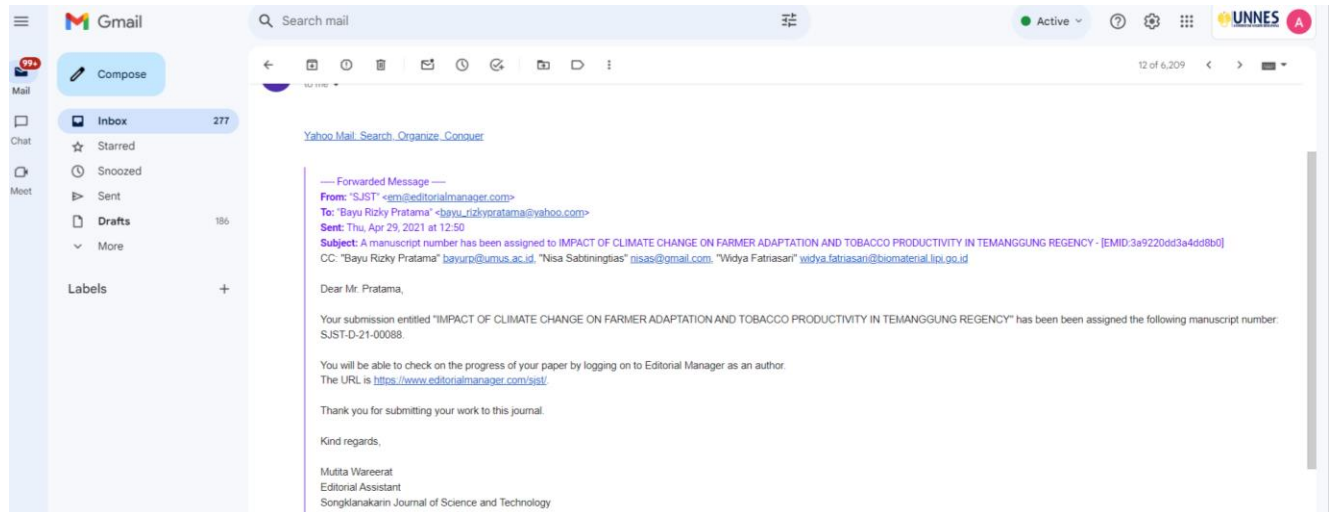 Gmail
Search mail
Active
UNNES
A
99+
Mail
Compose
12 of 6,209
to me
Inbox 277
Chat
Starred
Snoozed
Meet
Sent
Drafts 186
More
Labels +
Yahoo Mail: Search, Organize, Conquer
----- Forwarded Message -----
From: "SJST" <em@editorialmanager.com>
To: "Bayu Rizky Pratama" <bayu_rizkypratama@yahoo.com>
Sent: Thu, Apr 29, 2021 at 12:50
Subject: A manuscript number has been assigned to IMPACT OF CLIMATE CHANGE ON FARMER ADAPTATION AND TOBACCO PRODUCTIVITY IN TEMANGGUNG REGENCY - [EMID:3a9220dd3a4dd8b0]
CC: "Bayu Rizky Pratama" bayurp@umus.ac.id, "Nisa Sabtiningtias" nisas@gmail.com, "Widya Fatriasari" widya.fatriasari@biomaterial.lipi.go.id
Dear Mr. Pratama,
Your submission entitled "IMPACT OF CLIMATE CHANGE ON FARMER ADAPTATION AND TOBACCO PRODUCTIVITY IN TEMANGGUNG REGENCY" has been been assigned the following manuscript number:
SJST-D-21-00088.
You will be able to check on the progress of your paper by logging on to Editorial Manager as an author.
The URL is https://www.editorialmanager.com/sjst/.
Thank you for submitting your work to this journal.
Kind regards,
Mutita Wareerat
Editorial Assistant
Songklanakarin Journal of Science and Technology